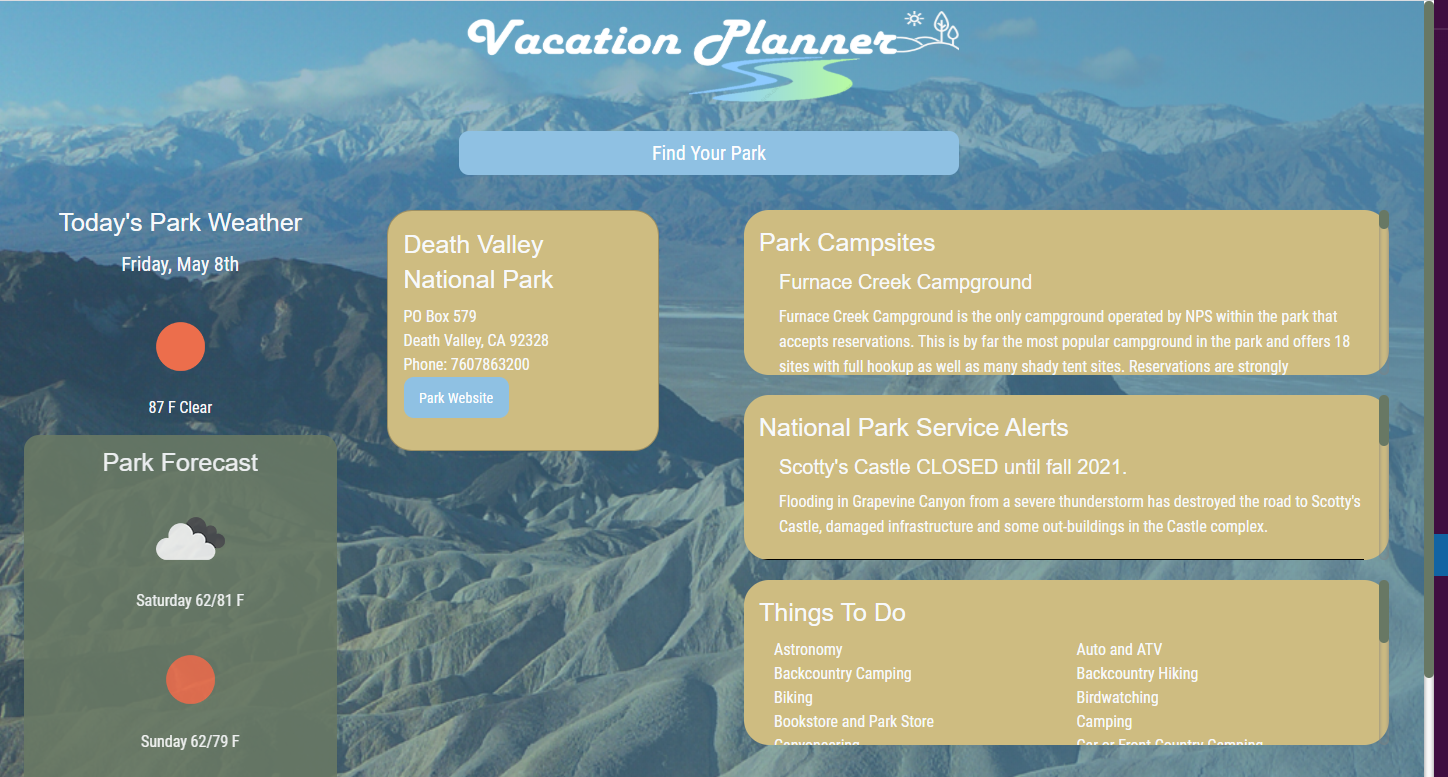 Vacation Planner
Find Your Park
Today's Park Weather
Friday, May 8th
87 F Clear
Park Forecast
Saturday 62/81 F
Sunday 62/79 F
Death Valley
National Park
PO Box 579
Death Valley, CA 92328
Phone: 7607863200
Park Website
Park Campsites
Furnace Creek Campground
Furnace Creek Campground is the only campground operated by NPS within the park that
accepts reservations. This is by far the most popular campground in the park and offers 18
sites with full hookup as well as many shady tent sites. Reservations are strongly
National Park Service Alerts
Scotty's Castle CLOSED until fall 2021.
Flooding in Grapevine Canyon from a severe thunderstorm has destroyed the road to Scotty's
Castle, damaged infrastructure and some out-buildings in the Castle complex.
Things To Do
Astronomy
Auto and ATV
Backcountry Camping
Backcountry Hiking
Biking
Birdwatching
Bookstore and Park Store
Camping
Canyoneering
Car or Front Country Camping